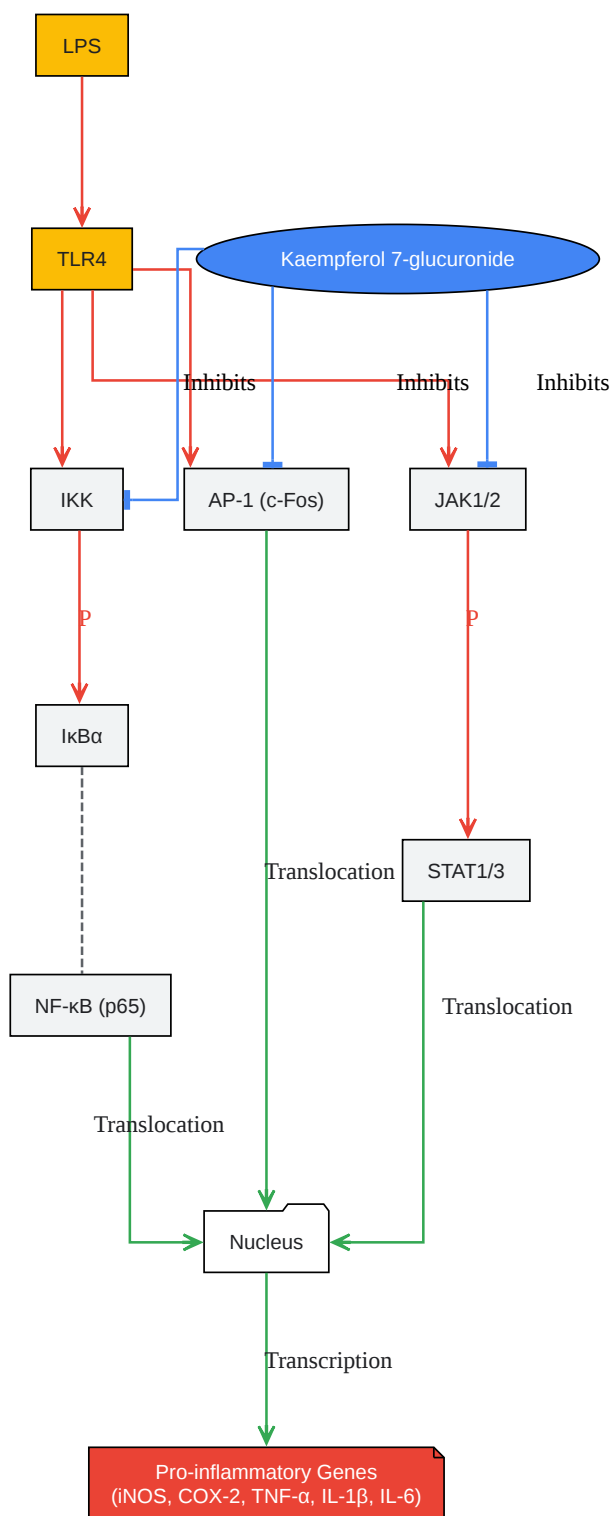 LPS
TLR4
Kaempferol 7-glucuronide
Inhibits
Inhibits
Inhibits
IKK
AP-1 (c-Fos)
JAK1/2
P
P
IκBα
Translocation
STAT1/3
NF-κB (p65)
Translocation
Translocation
Nucleus
Transcription
Pro-inflammatory Genes
(iNOS, COX-2, TNF-α, IL-1β, IL-6)